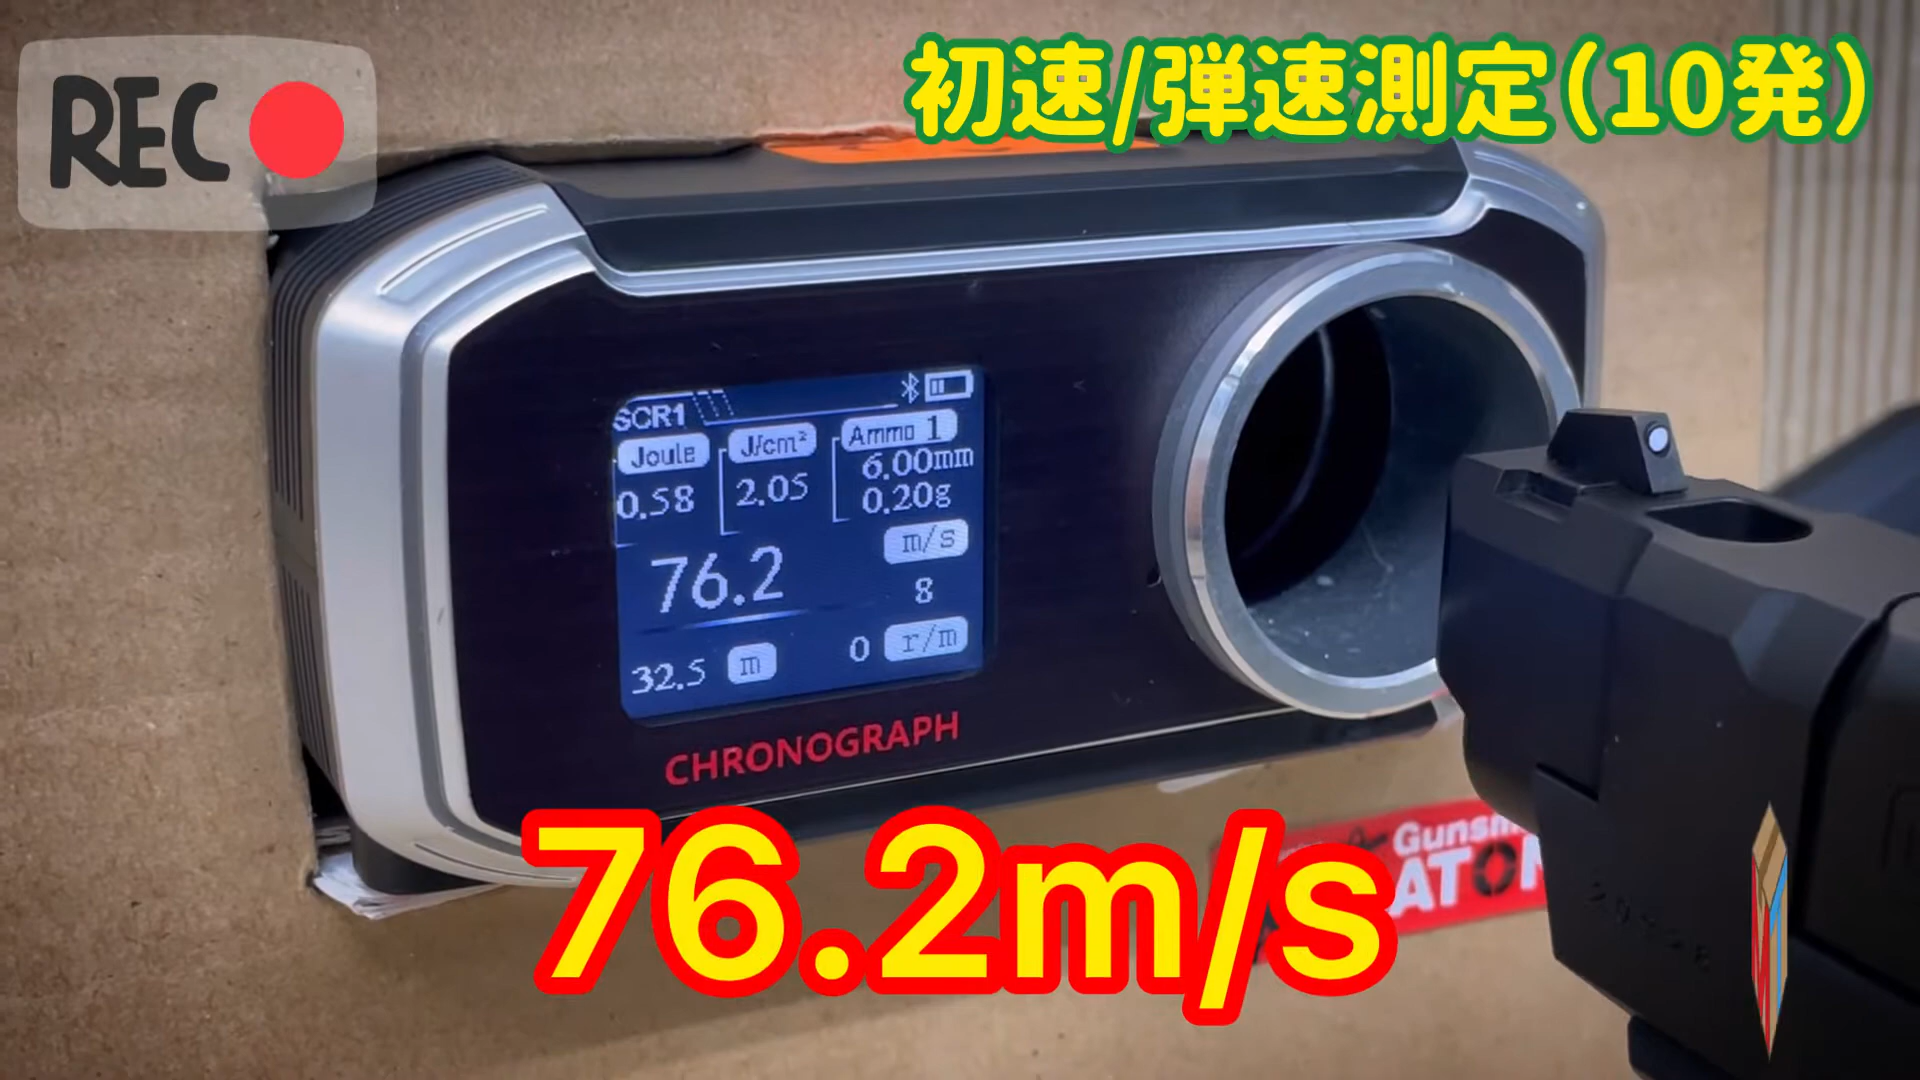 REC
初速/弾速測定(10発)
SCR1
Joule
J/cm²
Ammo 1
0.58
2.05
6.00mm
0.20g
m/s
76.2
8
32.5 m
0 r/m
CHRONOGRAPH
76.2m/s